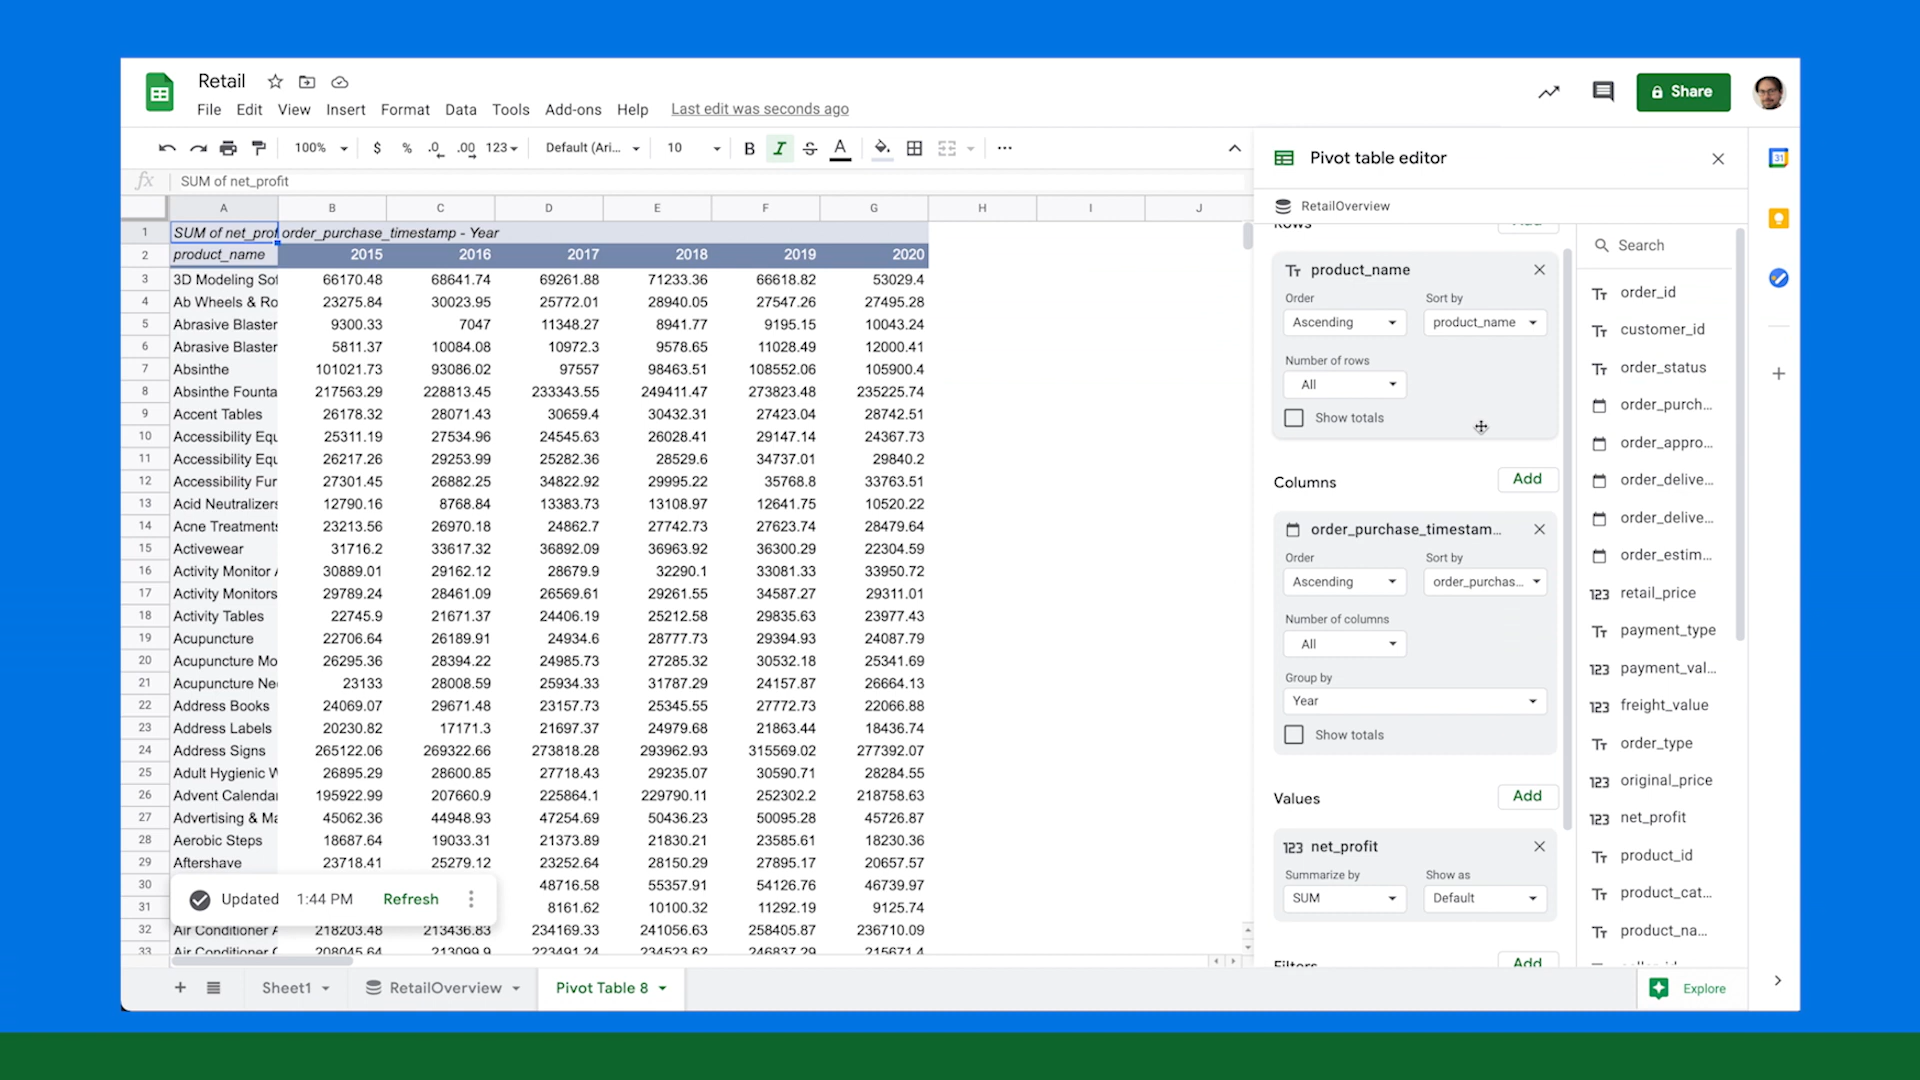 Retail
File Edit View Insert Format Data Tools Add-ons Help Last edit was seconds ago
Share
100% $ % .0 .00 123 Default (Ari... 10 B I S A ...
fx SUM of net_profit
A B C D E F G H I J
1 SUM of net_prof order_purchase_timestamp - Year
2 product_name 2015 2016 2017 2018 2019 2020
3 3D Modeling Sof 66170.48 68641.74 69261.88 71233.36 66618.82 53029.4
4 Ab Wheels & Ro 23275.84 30023.95 25772.01 28940.05 27547.26 27495.28
5 Abrasive Blaster 9300.33 7047 11348.27 8941.77 9195.15 10043.24
6 Abrasive Blaster 5811.37 10084.08 10972.3 9578.65 11028.49 12000.41
7 Absinthe 101021.73 93086.02 97557 98463.51 108552.06 105900.4
8 Absinthe Founta 217563.29 228813.45 233343.55 249411.47 273823.48 235225.74
9 Accent Tables 26178.32 28071.43 30659.4 30432.31 27423.04 28742.51
10 Accessibility Equ 25311.19 27534.96 24545.63 26028.41 29147.14 24367.73
11 Accessibility Equ 26217.26 29253.99 25282.36 28529.6 34737.01 29840.2
12 Accessibility Fur 27301.45 26882.25 34822.92 29995.22 35768.8 33763.51
13 Acid Neutralizers 12790.16 8768.84 13383.73 13108.97 12641.75 10520.22
14 Acne Treatments 23213.56 26970.18 24862.7 27742.73 27623.74 28479.64
15 Activewear 31716.2 33617.32 36892.09 36963.92 36300.29 22304.59
16 Activity Monitor A 30889.01 29162.12 28679.9 32290.1 33081.33 33950.72
17 Activity Monitors 29789.24 28461.09 26569.61 29261.55 34587.27 29311.01
18 Activity Tables 22745.9 21671.37 24406.19 25212.58 29835.63 23977.43
19 Acupuncture 22706.64 26189.91 24934.6 28777.73 29394.93 24087.79
20 Acupuncture Mo 26295.36 28394.22 24985.73 27285.32 30532.18 25341.69
21 Acupuncture Ne 23133 28008.59 25934.33 31787.29 24157.87 26664.13
22 Address Books 24069.07 29671.48 23157.73 25345.55 27772.73 22066.88
23 Address Labels 20230.82 17171.3 21697.37 24979.68 21863.44 18436.74
24 Address Signs 265122.06 269322.66 273818.28 293962.93 315569.02 277392.07
25 Adult Hygienic W 26895.29 28600.85 27718.43 29235.07 30590.71 28284.55
26 Advent Calendar 195922.99 207660.9 225864.1 229790.11 252302.2 218758.63
27 Advertising & Ma 45062.36 44948.93 47254.69 50436.23 50095.28 45726.87
28 Aerobic Steps 18687.64 19033.31 21373.89 21830.21 23585.61 18230.36
29 Aftershave 23718.41 25279.12 23252.64 28150.29 27895.17 20657.57
30 48716.58 55357.91 54126.76 46739.97
31 8161.62 10100.32 11292.19 9125.74
32 Air Conditioner A 218203.48 213436.83 234169.33 241056.63 258405.87 236710.09
33 Air Conditioner C 208045.64 213099.9 223491.24 234523.62 246837.29 215671.4
Updated 1:44 PM Refresh
Sheet1 RetailOverview Pivot Table 8
Pivot table editor
RetailOverview
Rows Add
product_name
Order Sort by
Ascending product_name
Number of rows
All
Show totals
Columns Add
order_purchase_timestam...
Order Sort by
Ascending order_purchas...
Number of columns
All
Group by
Year
Show totals
Values Add
123 net_profit
Summarize by Show as
SUM Default
Filters Add
Search
Tт order_id
Tт customer_id
Tт order_status
order_purch...
order_appro...
order_delive...
order_delive...
order_estim...
123 retail_price
Tт payment_type
123 payment_val...
123 freight_value
Tт order_type
123 original_price
123 net_profit
Tт product_id
Tт product_cat...
Tт product_na...
31
Explore